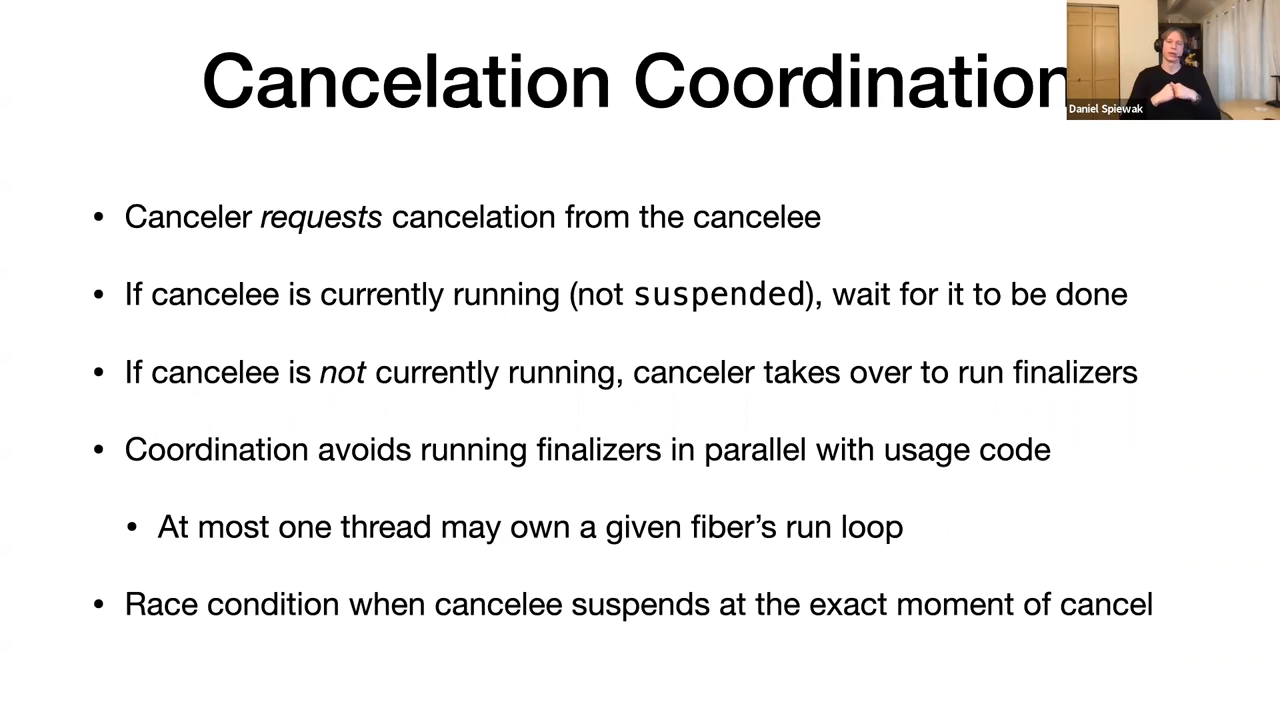 Cancelation Coordination
Daniel Spiewak
• Canceler requests cancelation from the cancelee
• If cancelee is currently running (not suspended), wait for it to be done
• If cancelee is not currently running, canceler takes over to run finalizers
• Coordination avoids running finalizers in parallel with usage code
• At most one thread may own a given fiber’s run loop
• Race condition when cancelee suspends at the exact moment of cancel